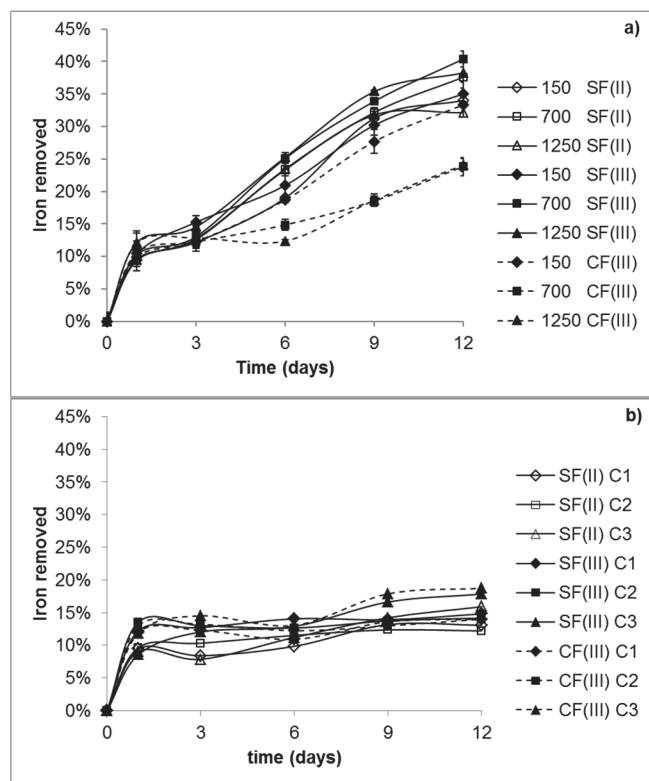 a)
45%
40%
35%
30%
25%
20%
15%
10%
5%
0%
Iron removed
0 3 6 9 12
Time (days)
150 SF(II)
700 SF(II)
1250 SF(II)
150 SF(III)
700 SF(III)
1250 SF(III)
150 CF(III)
700 CF(III)
1250 CF(III)
b)
45%
40%
35%
30%
25%
20%
15%
10%
5%
0%
Iron removed
0 3 6 9 12
time (days)
SF(II) C1
SF(II) C2
SF(II) C3
SF(III) C1
SF(III) C2
SF(III) C3
CF(III) C1
CF(III) C2
CF(III) C3